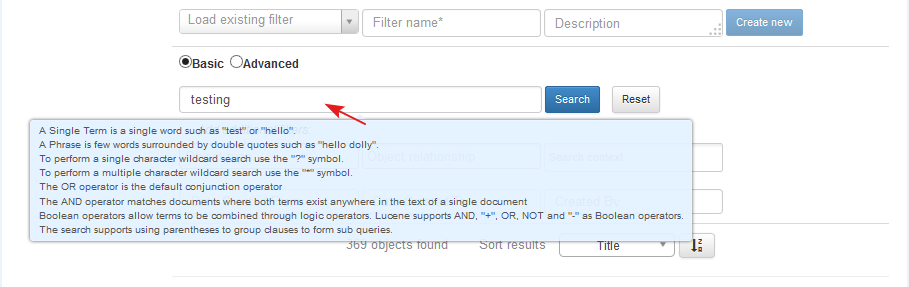 Load existing filter
Filter name*
Description
Create new
Basic
Advanced
testing
Search
Reset
A Single Term is a single word such as "test" or "hello".
A Phrase is few words surrounded by double quotes such as "hello dolly".
To perform a single character wildcard search use the "?" symbol.
To perform a multiple character wildcard search use the "*" symbol.
The OR operator is the default conjunction operator
The AND operator matches documents where both terms exist anywhere in the text of a single document
Boolean operators allow terms to be combined through logic operators. Lucene supports AND, "+", OR, NOT and "-" as Boolean operators.
The search supports using parentheses to group clauses to form sub queries.
Object relationship
Search context
Created By
369 objects found
Sort results
Title